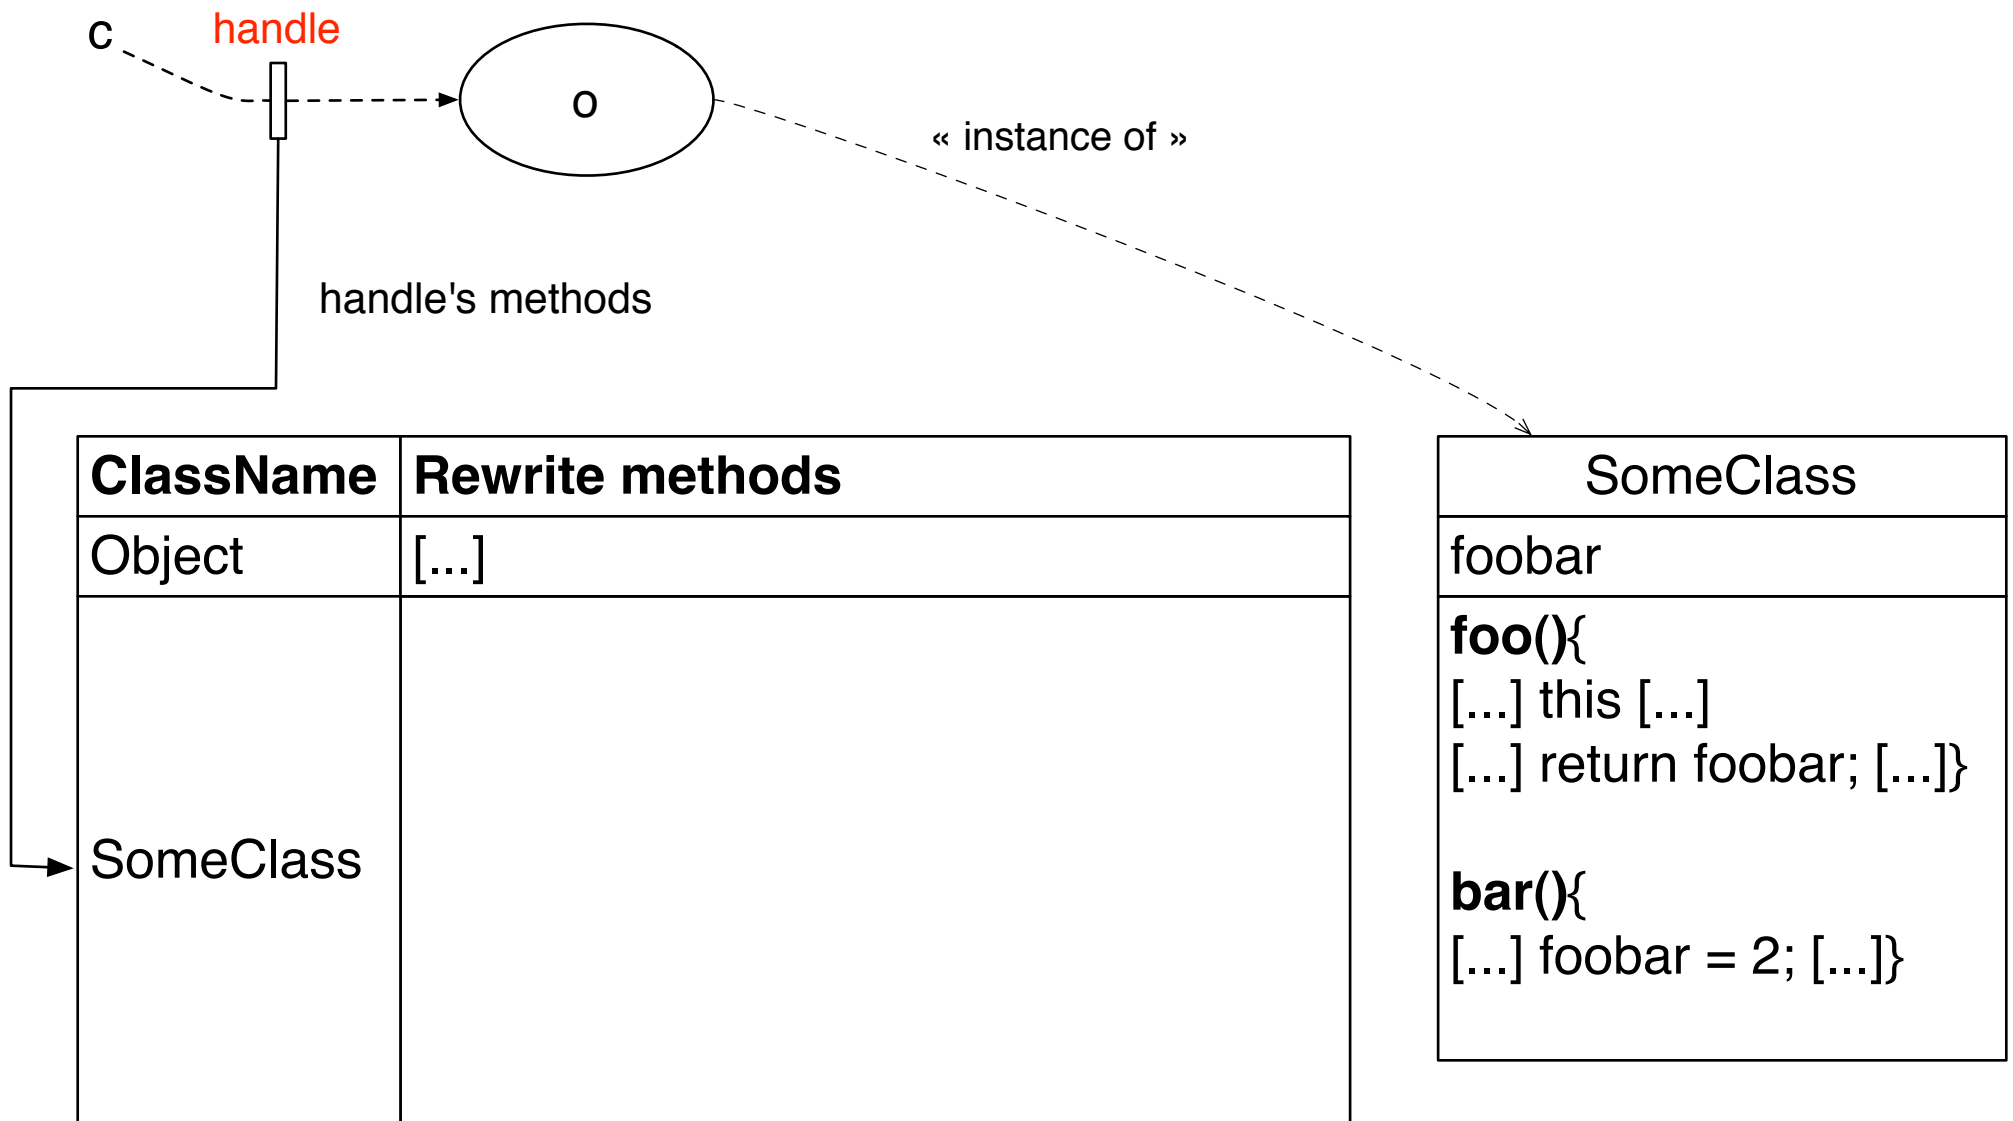 c
handle
o
« instance of »
handle's methods
ClassName
Rewrite methods
Object
[...]
SomeClass
SomeClass
foobar
foo(){
[...] this [...]
[...] return foobar; [...]}
bar(){
[...] foobar = 2; [...]}